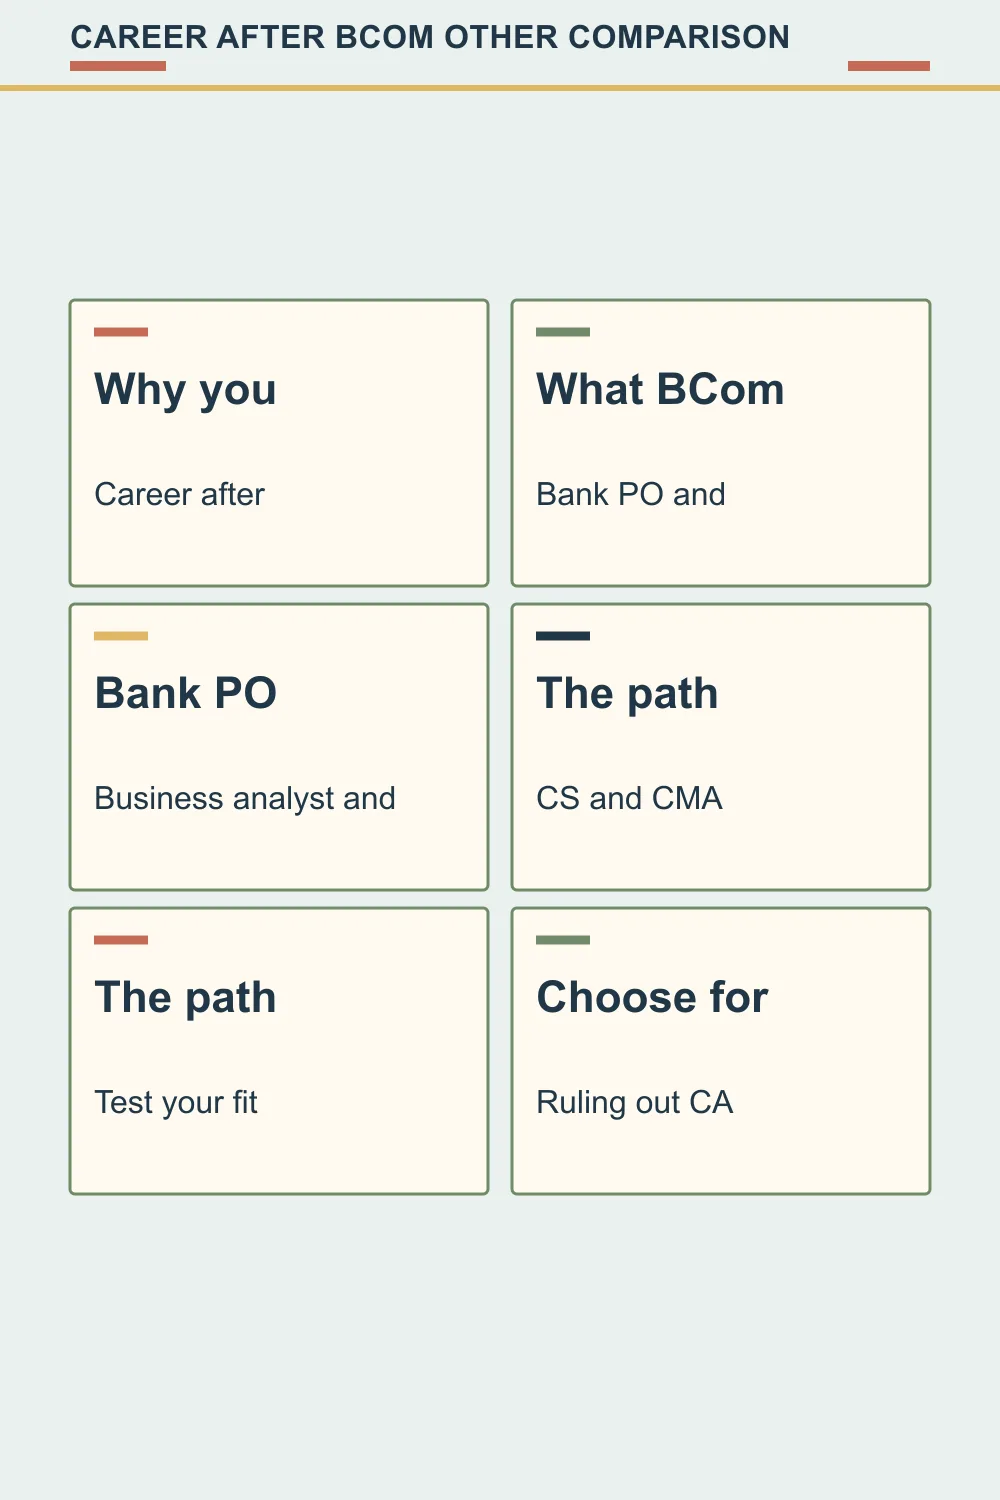 CAREER AFTER BCOM OTHER COMPARISON
Why you
Career after
What BCom
Bank PO and
Bank PO
Business analyst and
The path
CS and CMA
The path
Test your fit
Choose for
Ruling out CA